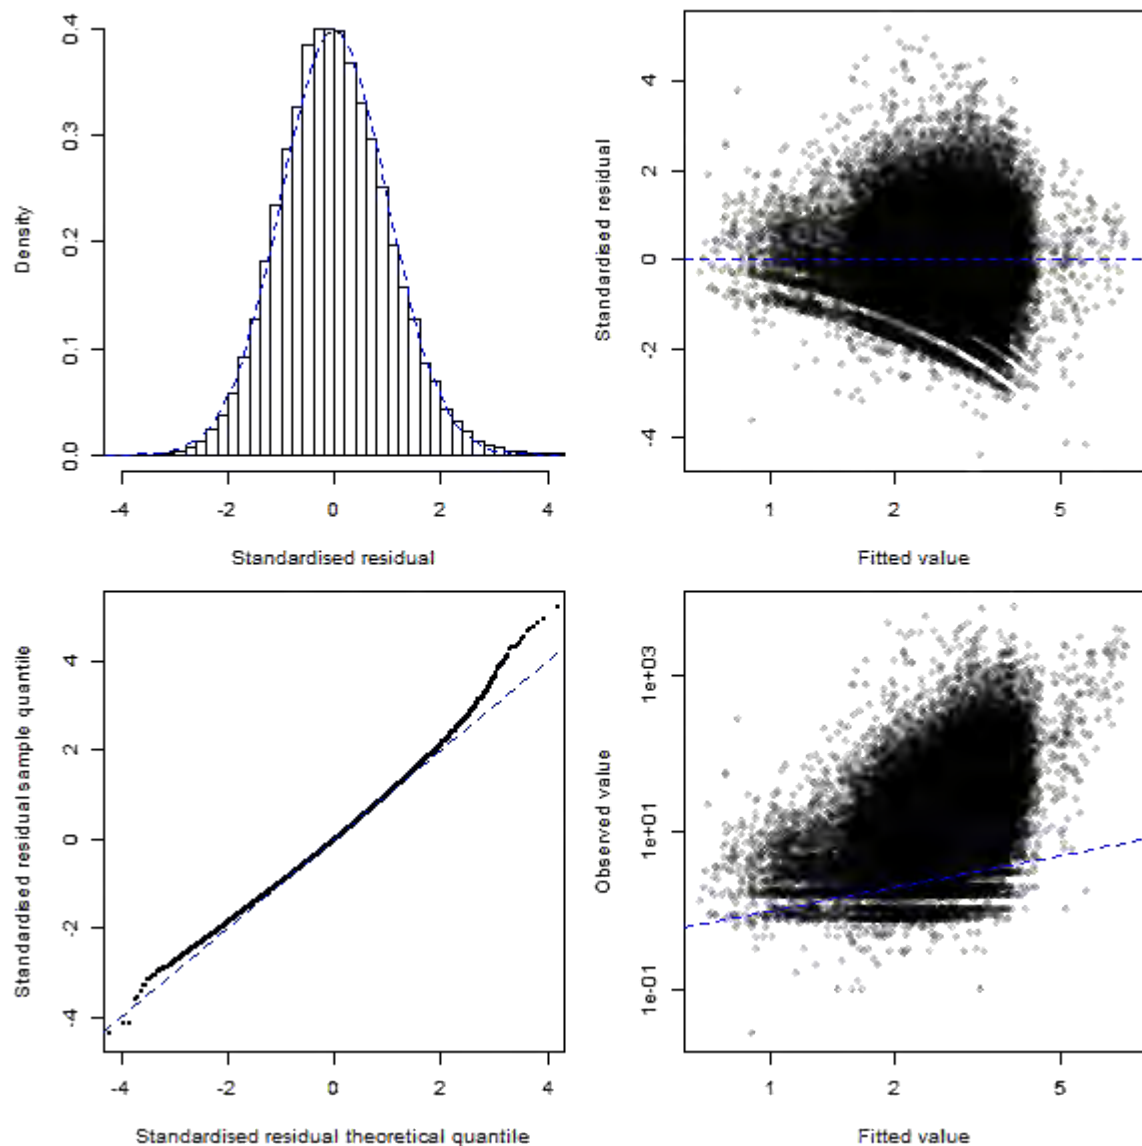 0.4
0.3
0.2
0.1
0.0
Density
-4 -2 0 2 4
Standardised residual
4
2
0
-2
-4
Standardised residual
1 2 5
Fitted value
4
2
0
-2
-4
Standardised residual sample quantile
-4 -2 0 2 4
Standardised residual theoretical quantile
1e+03
1e+01
1e-01
Observed value
1 2 5
Fitted value